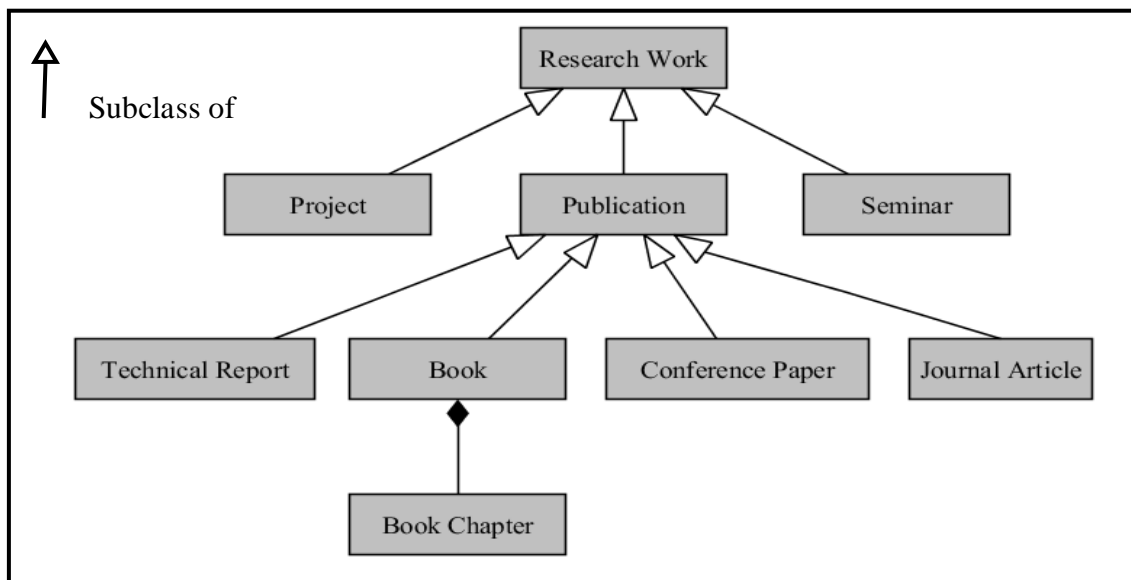 Research Work
Subclass of
Project
Publication
Seminar
Technical Report
Book
Conference Paper
Journal Article
Book Chapter